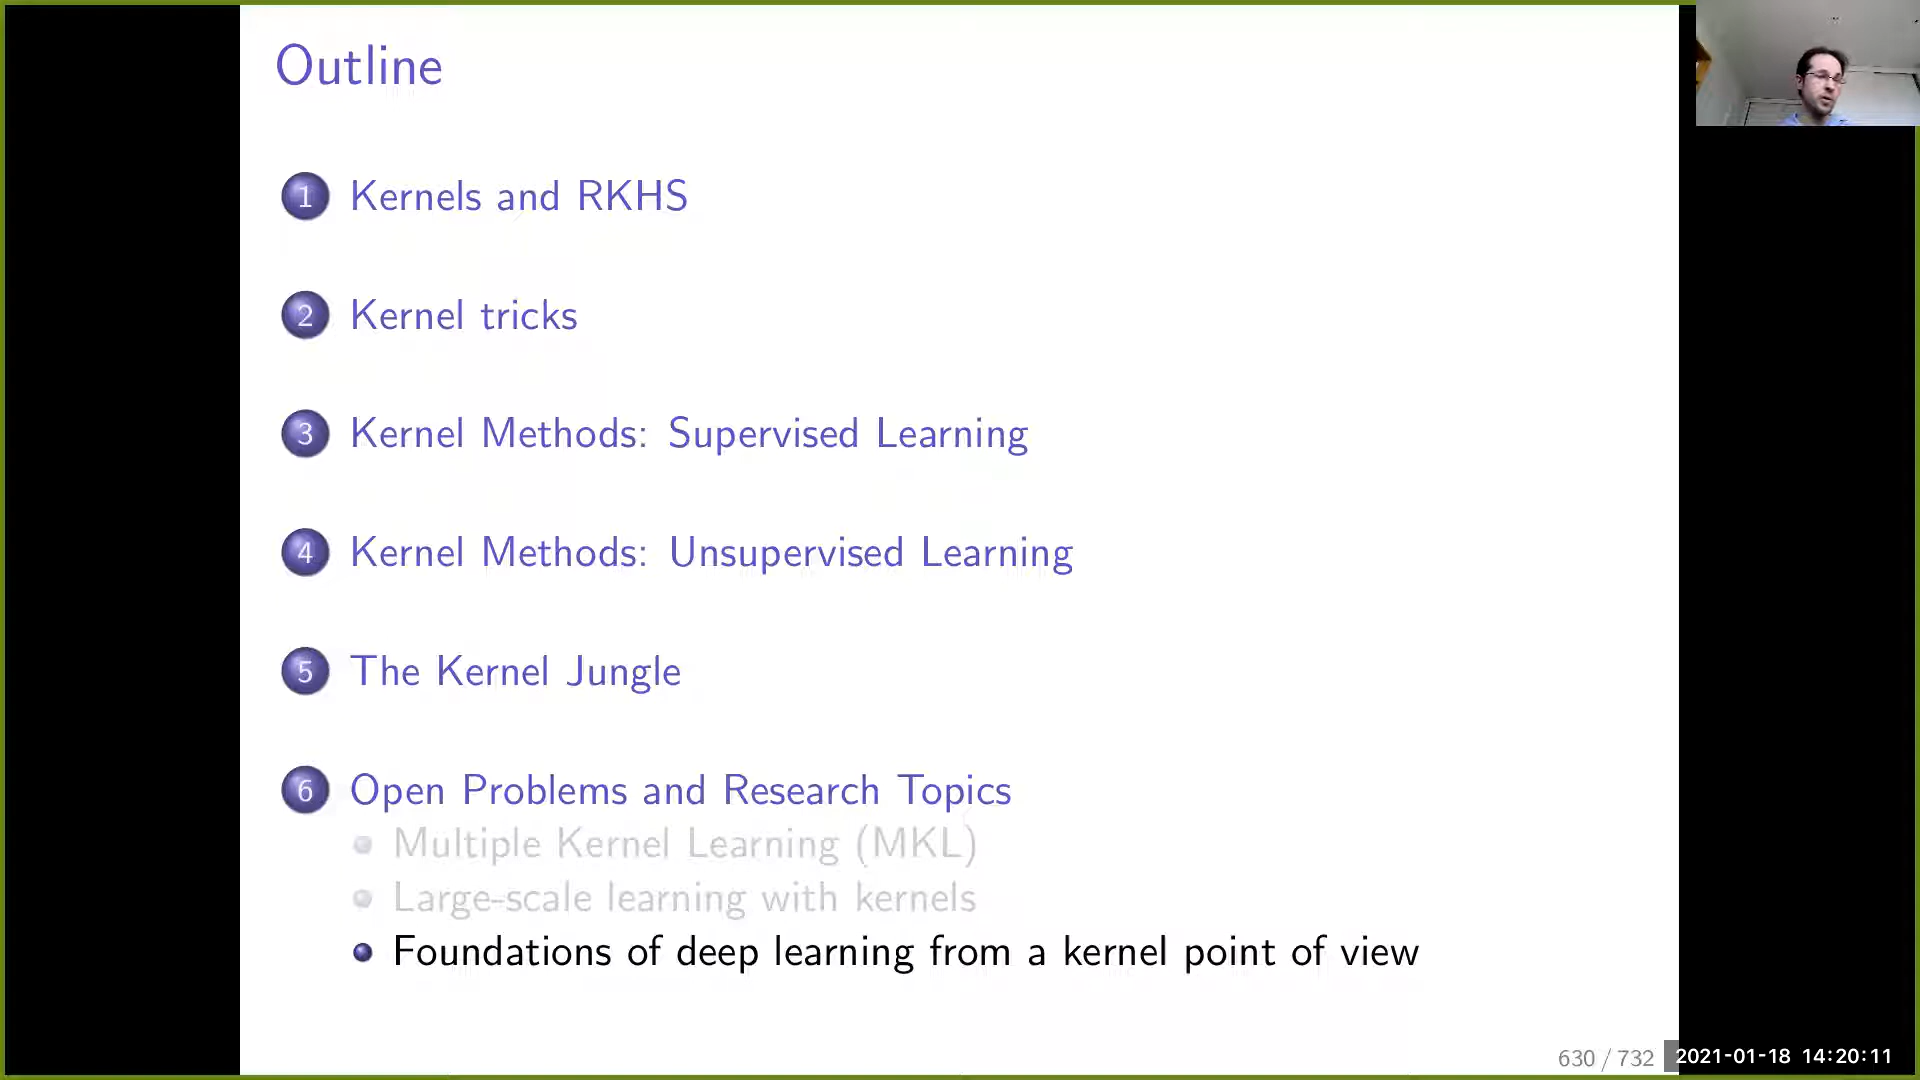 Outline
1 Kernels and RKHS
2 Kernel tricks
3 Kernel Methods: Supervised Learning
4 Kernel Methods: Unsupervised Learning
5 The Kernel Jungle
6 Open Problems and Research Topics
Multiple Kernel Learning (MKL)
Large-scale learning with kernels
Foundations of deep learning from a kernel point of view
630 / 732
2021-01-18 14:20:11